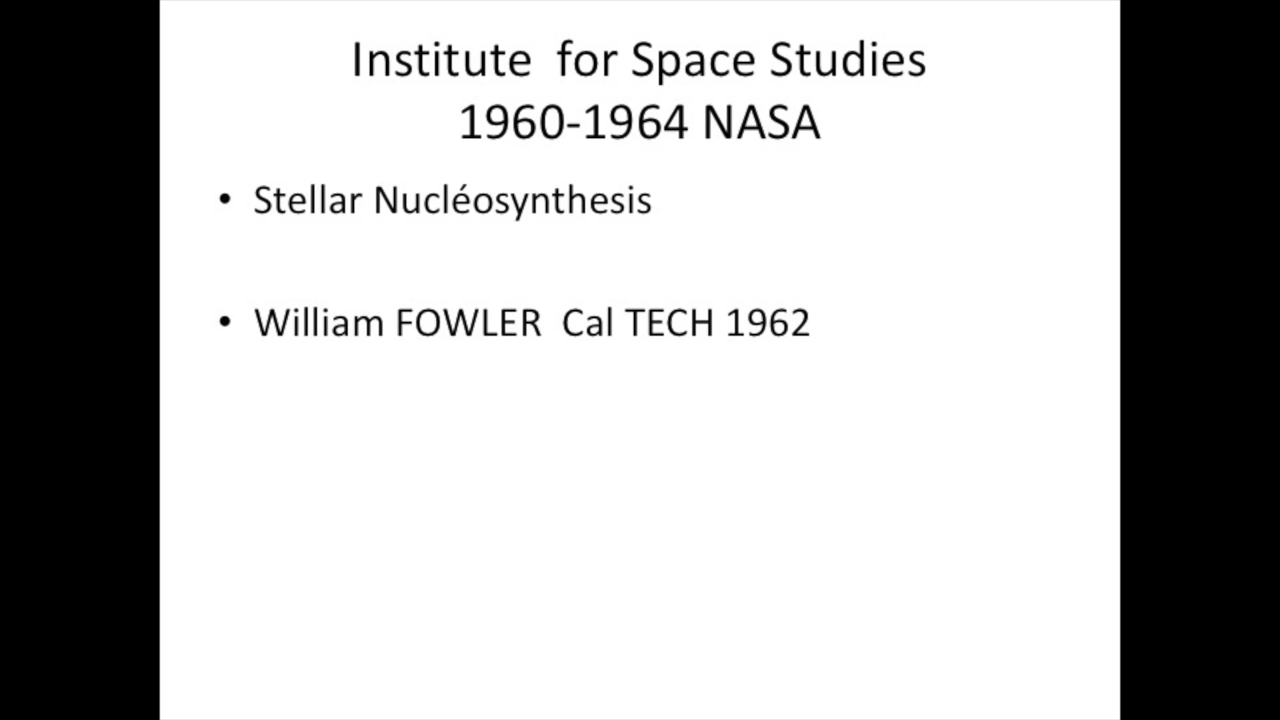 Institute  for Space Studies
1960-1964 NASA
• Stellar Nucléosynthesis
• William FOWLER  Cal TECH 1962